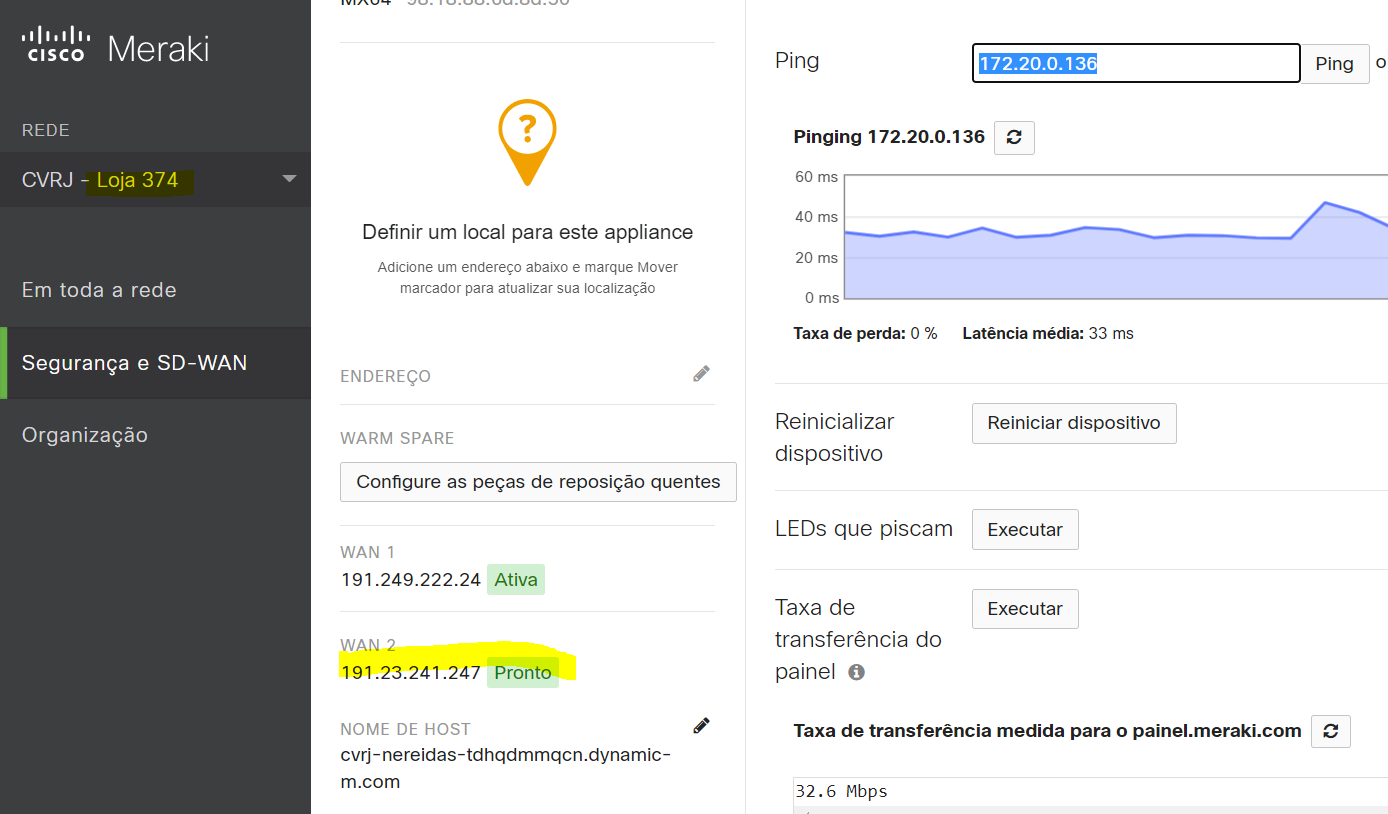 CISCO Meraki
REDE
CVRJ - Loja 374
Em toda a rede
Segurança e SD-WAN
Organização
?
Definir um local para este appliance
Adicione um endereço abaixo e marque Mover
marcador para atualizar sua localização
ENDEREÇO
WARM SPARE
Configure as peças de reposição quentes
WAN 1
191.249.222.24 Ativa
WAN 2
191.23.241.247 Pronto
NOME DE HOST
cvrj-nereidas-tdhqdmmqcn.dynamic-
m.com
Ping
172.20.0.136
Ping
Pinging 172.20.0.136
60 ms
40 ms
20 ms
0 ms
Taxa de perda: 0 % Latência média: 33 ms
Reinicializar
dispositivo
Reiniciar dispositivo
LEDs que piscam
Executar
Taxa de
transferência do
painel
Executar
Taxa de transferência medida para o painel.meraki.com
32.6 Mbps